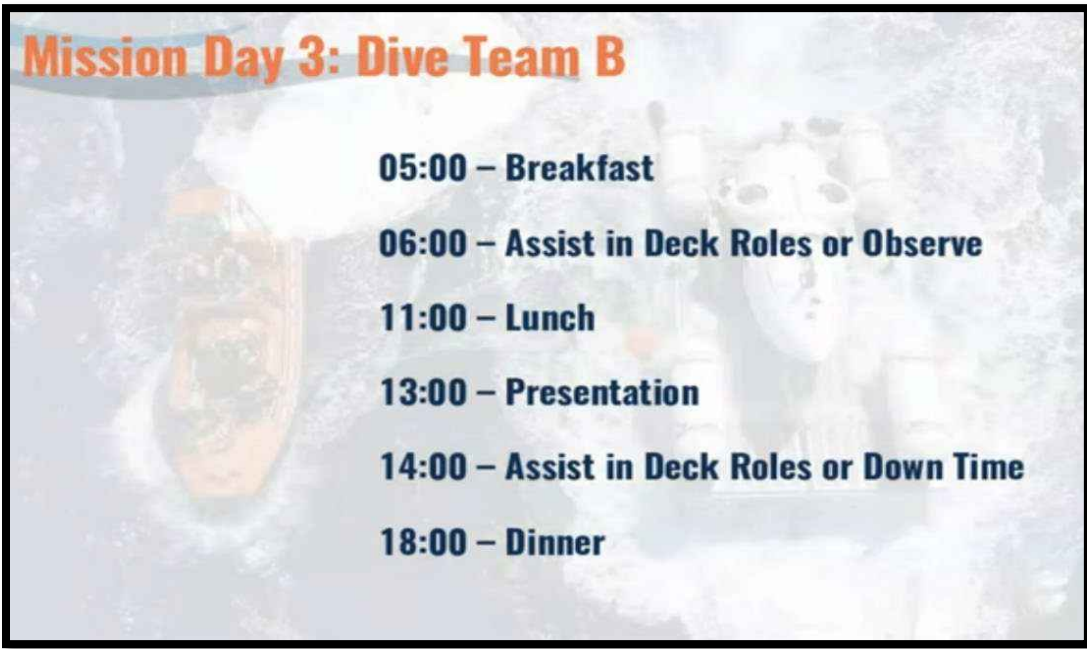 Mission Day 3: Dive Team B
05:00 – Breakfast
06:00 – Assist in Deck Roles or Observe
11:00 – Lunch
13:00 – Presentation
14:00 – Assist in Deck Roles or Down Time
18:00 – Dinner